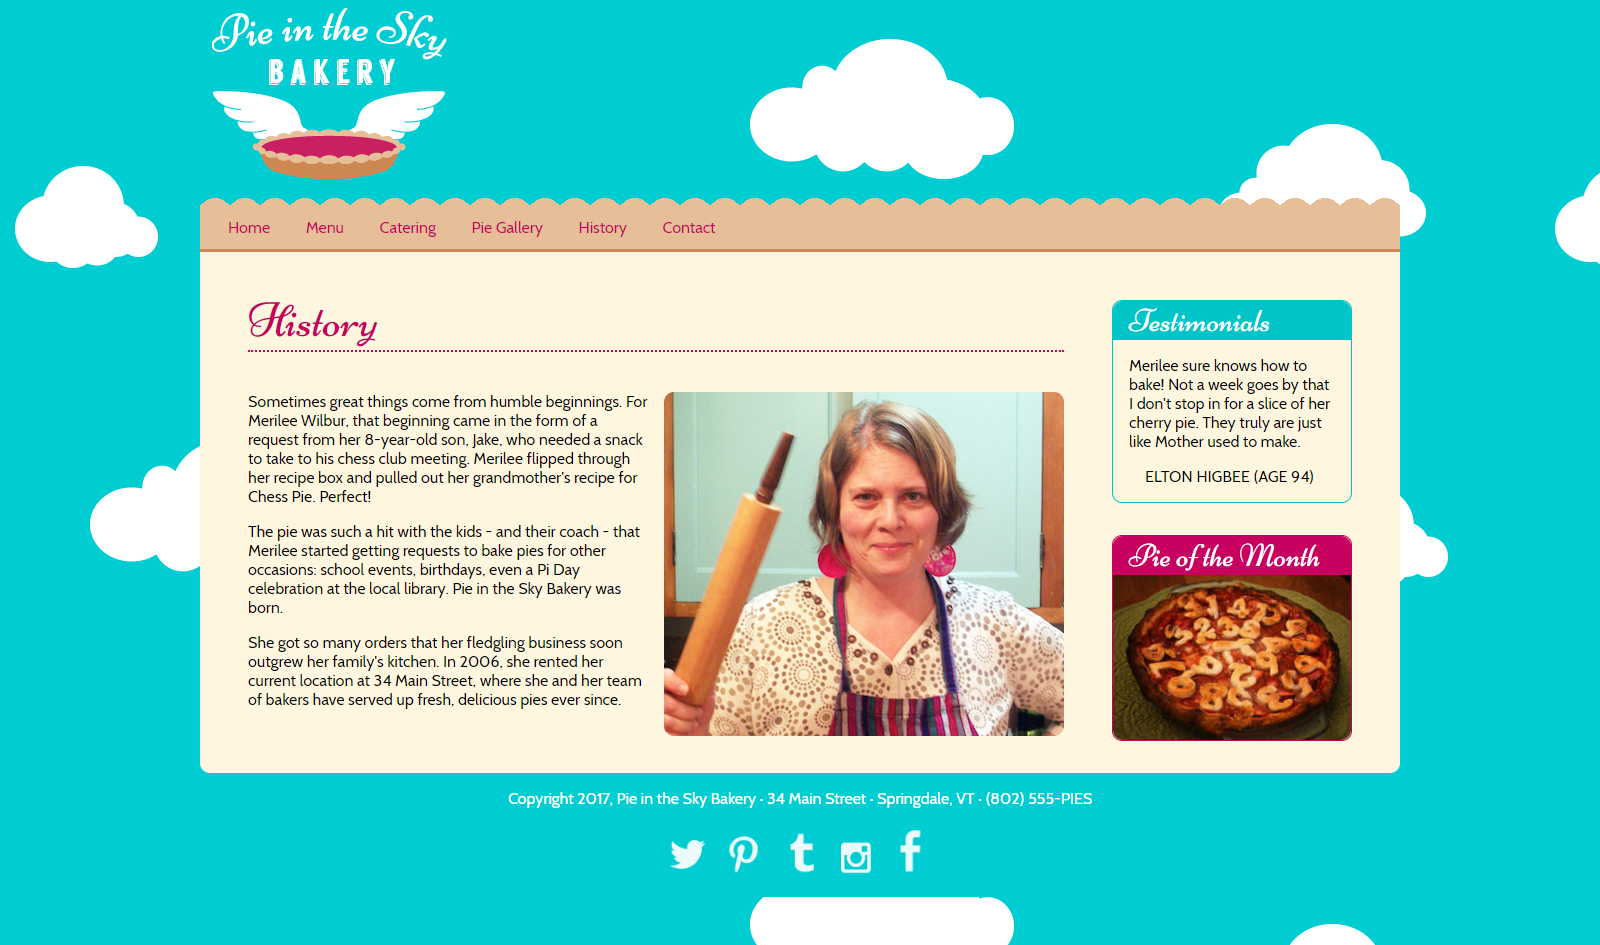 Pie in the Sky
BAKERY
Home Menu Catering Pie Gallery History Contact
History
Sometimes great things come from humble beginnings. For
Merilee Wilbur, that beginning came in the form of a
request from her 8-year-old son, Jake, who needed a snack
to take to his chess club meeting. Merilee flipped through
her recipe box and pulled out her grandmother's recipe for
Chess Pie. Perfect!
The pie was such a hit with the kids - and their coach - that
Merilee started getting requests to bake pies for other
occasions: school events, birthdays, even a Pi Day
celebration at the local library. Pie in the Sky Bakery was
born.
She got so many orders that her fledgling business soon
outgrew her family's kitchen. In 2006, she rented her
current location at 34 Main Street, where she and her team
of bakers have served up fresh, delicious pies ever since.
Testimonials
Merilee sure knows how to
bake! Not a week goes by that
I don't stop in for a slice of her
cherry pie. They truly are just
like Mother used to make.
ELTON HIGBEE (AGE 94)
Pie of the Month
Copyright 2017, Pie in the Sky Bakery · 34 Main Street · Springdale, VT · (802) 555-PIES